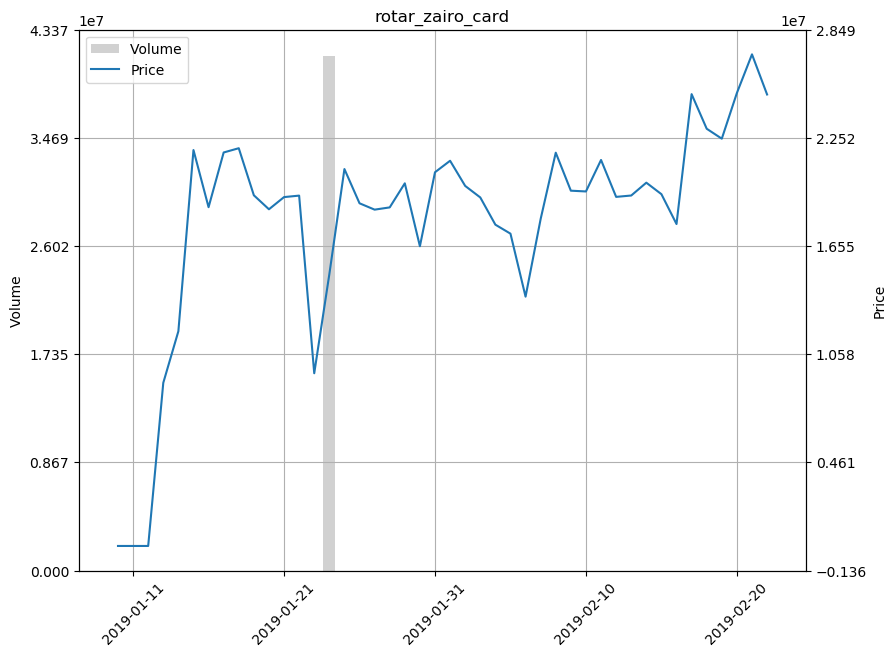 rotar_zairo_card
1e7
1e7
Volume
Price
4.337
3.469
2.602
1.735
0.867
0.000
Volume
2.849
2.252
1.655
1.058
0.461
−0.136
Price
2019-01-11
2019-01-21
2019-01-31
2019-02-10
2019-02-20